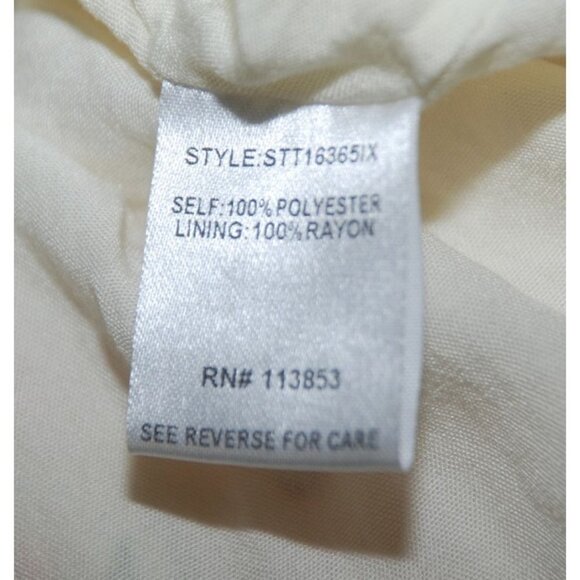 STYLE:STT16365IX
SELF:100%POLYESTER
LINING:100%RAYON
RN# 113853
SEE REVERSE FOR CARE